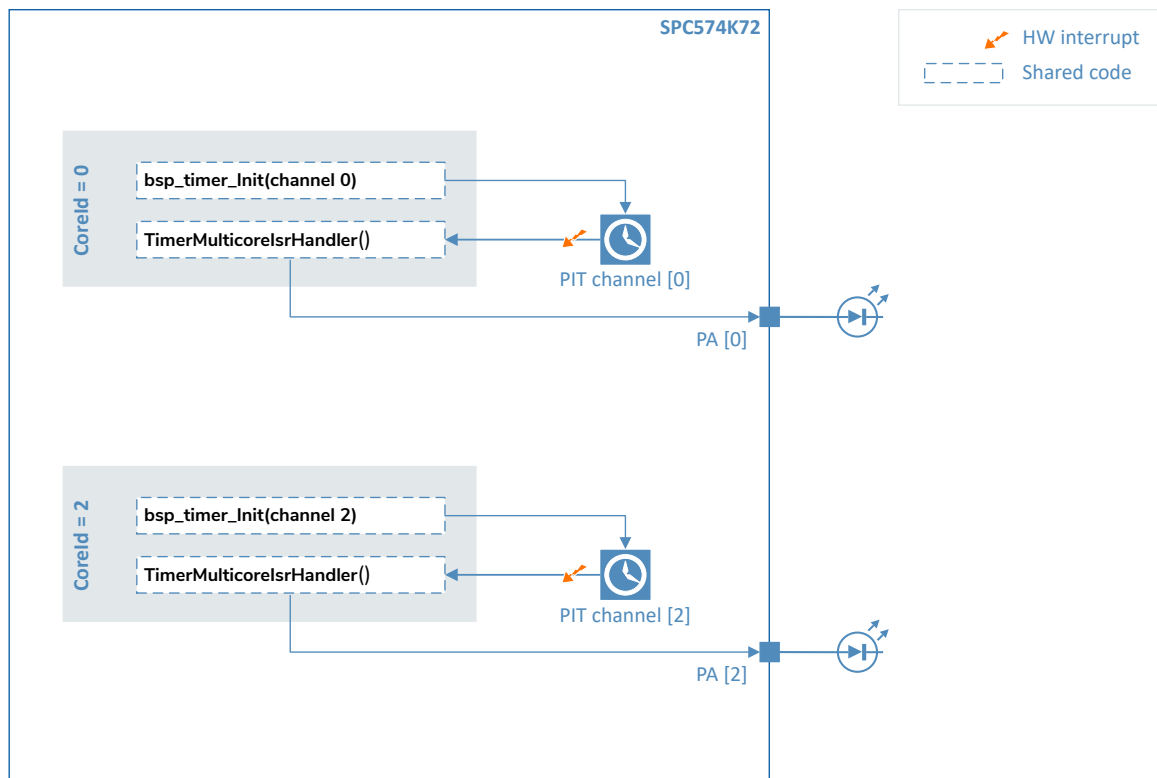 SPC574K72
HW interrupt
Shared code
CoreId = 0
bsp_timer_Init(channel 0)
TimerMulticoreIsrHandler()
PIT channel [0]
PA [0]
CoreId = 2
bsp_timer_Init(channel 2)
TimerMulticoreIsrHandler()
PIT channel [2]
PA [2]